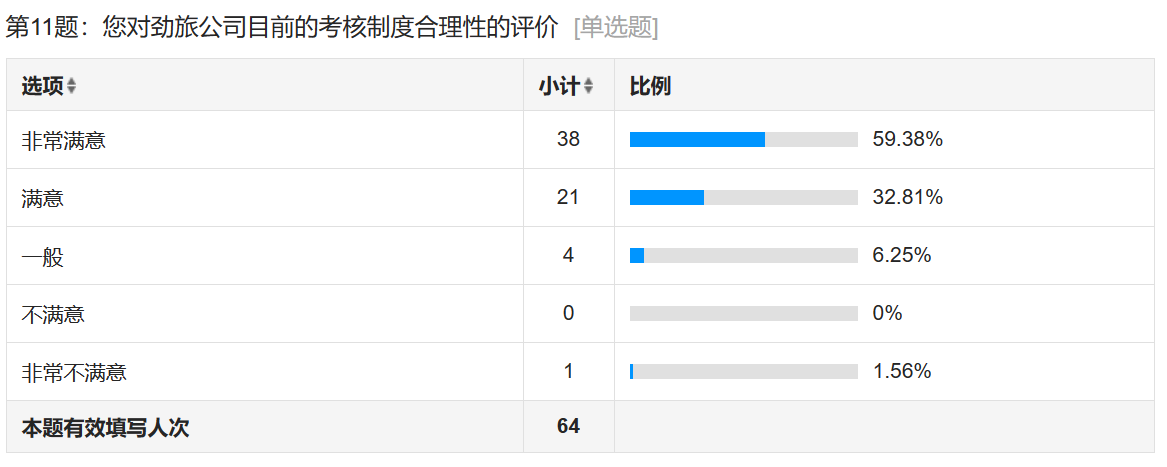 第11题：您对劲旅公司目前的考核制度合理性的评价 [单选题]
选项 小计 比例
非常满意 38 59.38%
满意 21 32.81%
一般 4 6.25%
不满意 0 0%
非常不满意 1 1.56%
本题有效填写人次 64